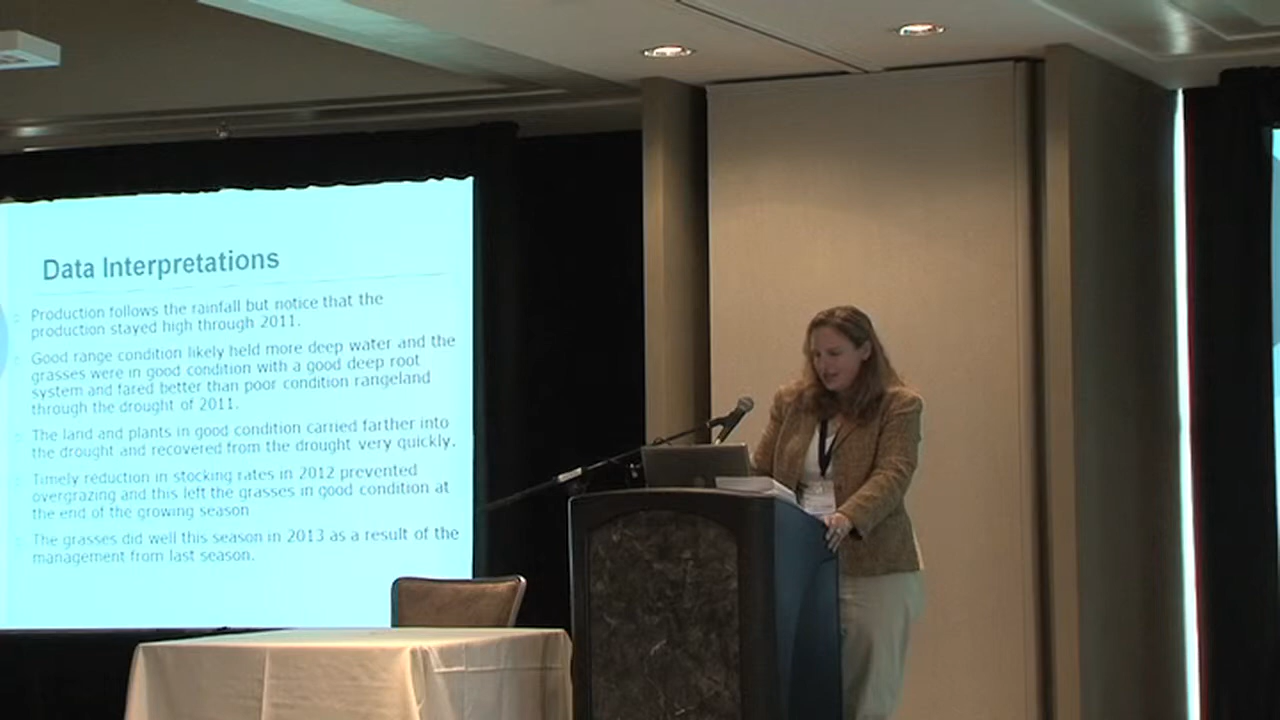 Data Interpretations
Production follows the rainfall but notice that the
production stayed high through 2011.
Good range condition likely held more deep water and the
grasses were in good condition with a good deep root
system and fared better than poor condition rangeland
through the drought of 2011.
The land and plants in good condition carried farther into
the drought and recovered from the drought very quickly.
Timely reduction in stocking rates in 2012 prevented
overgrazing and this left the grasses in good condition at
the end of the growing season
The grasses did well this season in 2013 as a result of the
management from last season.